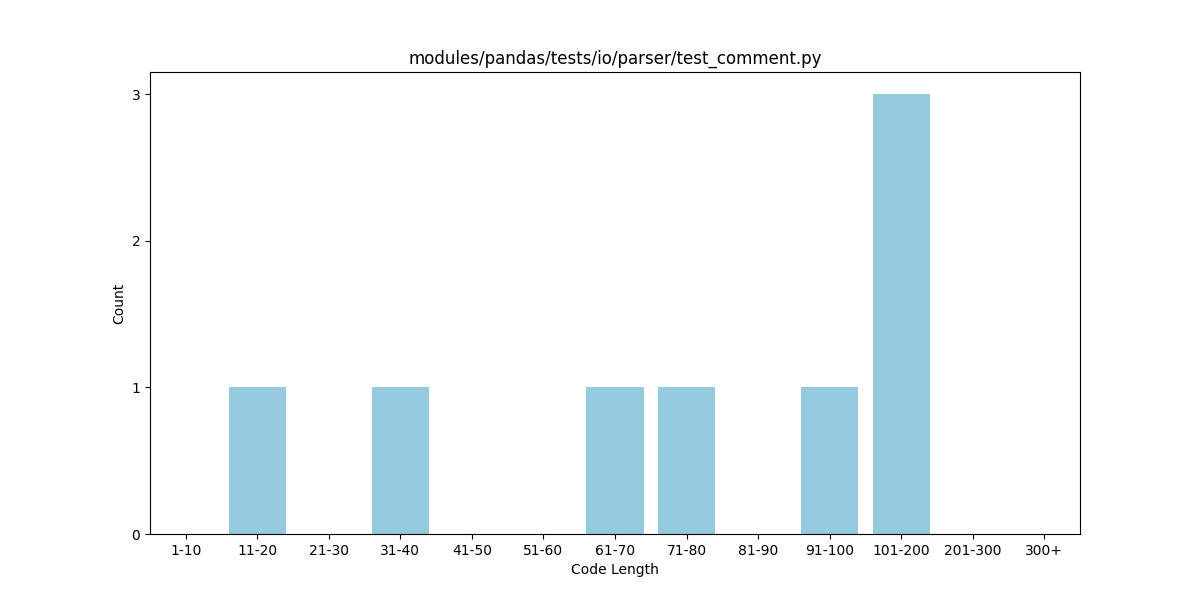 modules/pandas/tests/io/parser/test_comment.py
3
2
1
0
Count
1-10 11-20 21-30 31-40 41-50 51-60 61-70 71-80 81-90 91-100 101-200 201-300 300+
Code Length